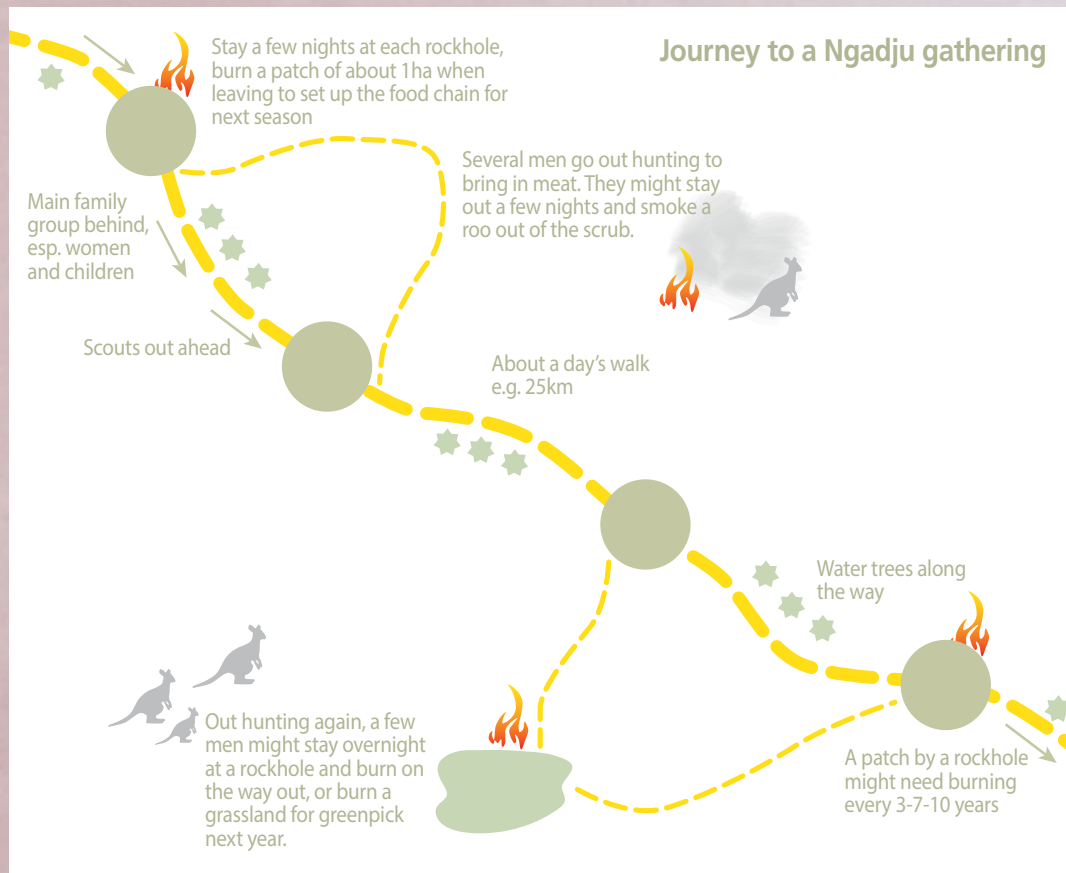 Journey to a Ngadju gathering
Stay a few nights at each rockhole,
burn a patch of about 1ha when
leaving to set up the food chain for
next season
Several men go out hunting to
bring in meat. They might stay
out a few nights and smoke a
roo out of the scrub.
Main family
group behind,
esp. women
and children
Scouts out ahead
About a day's walk
e.g. 25km
Water trees along
the way
Out hunting again, a few
men might stay overnight
at a rockhole and burn on
the way out, or burn a
grassland for greenpick
next year.
A patch by a rockhole
might need burning
every 3-7-10 years